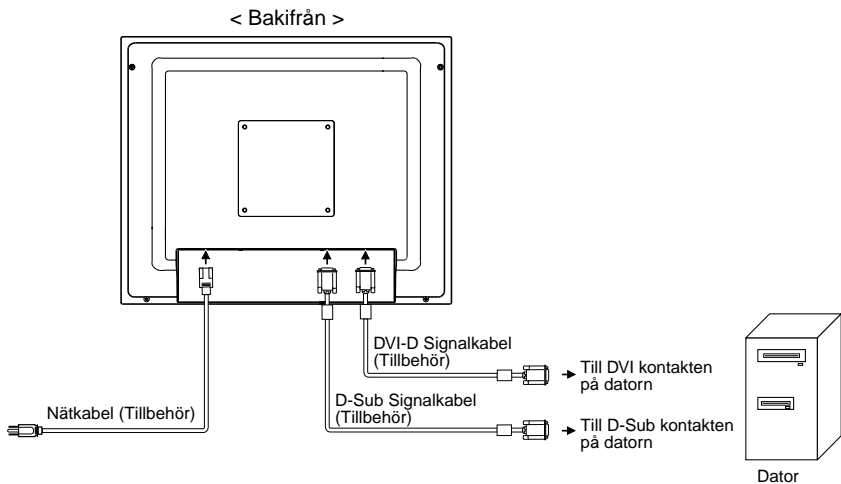 < Bakifrån >
DVI-D Signalkabel
(Tillbehör)
Till DVI kontakten
på datorn
Nätkabel (Tillbehör)
D-Sub Signalkabel
(Tillbehör)
Till D-Sub kontakten
på datorn
Dator